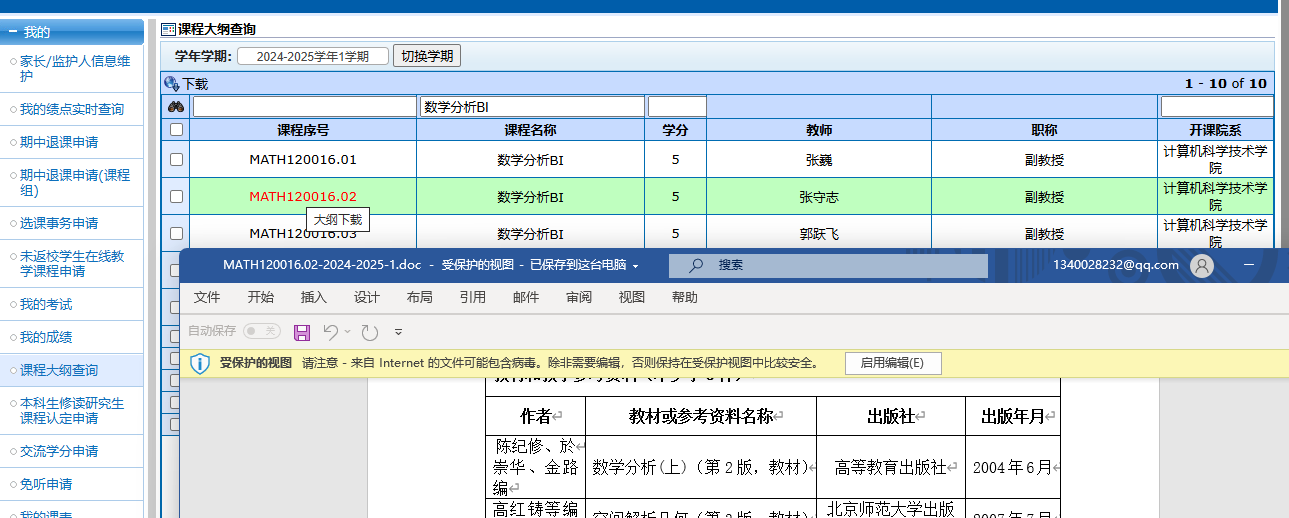 我的
家长/监护人信息维
护
我的绩点实时查询
期中退课申请
期中退课申请(课程
组)
选课事务申请
未返校学生在线教
学课程申请
我的考试
我的成绩
课程大纲查询
本科生修读研究生
课程认定申请
交流学分申请
免听申请
我的课表
课程大纲查询
学年学期: 2024-2025学年1学期 切换学期
下载 1 - 10 of 10
数学分析BI
课程序号 课程名称 学分 教师 职称 开课院系
MATH120016.01 数学分析BI 5 张巍 副教授 计算机科学技术学
院
MATH120016.02 数学分析BI 5 张守志 副教授 计算机科学技术学
院
大纲下载
MATH120016.03 数学分析BI 5 郭跃飞 副教授 计算机科学技术学
院
MATH120016.02-2024-2025-1.doc - 受保护的视图 - 已保存到这台电脑 搜索 1340028232@qq.com
文件 开始 插入 设计 布局 引用 邮件 审阅 视图 帮助
自动保存 关
受保护的视图 请注意 - 来自 Internet 的文件可能包含病毒。除非需要编辑，否则保持在受保护视图中比较安全。 启用编辑(E)
作者 教材或参考资料名称 出版社 出版年月
陈纪修、於
崇华、金路
编 数学分析(上)（第2版，教材） 高等教育出版社 2004年6月
高红铸等编 空间解析几何（第3版，教材） 北京师范大学出版 2007年7月